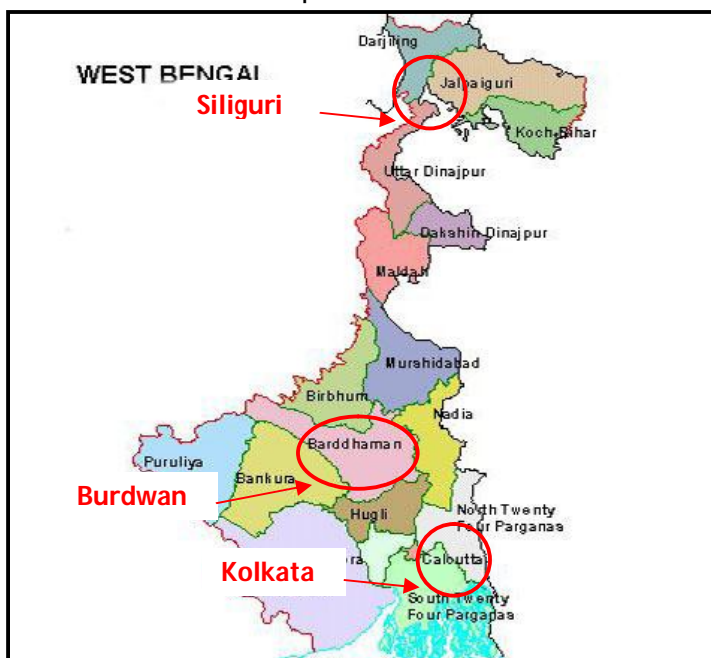 Darjiling
WEST BENGAL
Jalpaiguri
Siliguri
Koch Bihar
Uttar Dinajpur
Dakshin Dinajpur
Maldah
Murshidabad
Birbhum
Nadia
Barddhaman
Puruliya
Bankura
Burdwan
Hugli
North Twenty
Four Parganas
Calcutta
Kolkata
South Twenty
Four Parganas